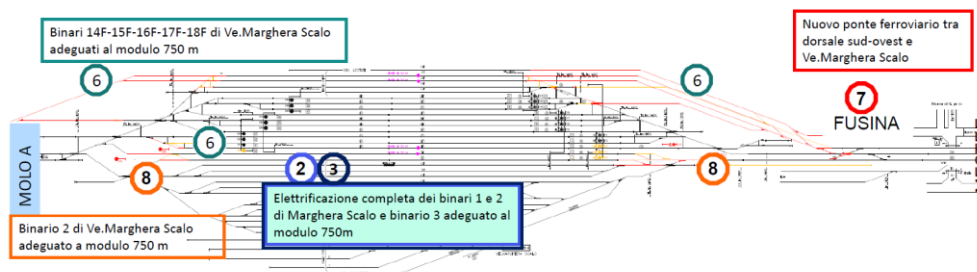 Binari 14F-15F-16F-17F-18F di Ve.Marghera Scalo
adeguati al modulo 750 m
Nuovo ponte ferroviario tra
dorsale sud-ovest e
Ve.Marghera Scalo
6
6
7
FUSINA
6
MOLO A
8
2
3
8
Elettrificazione completa dei binari 1 e 2
di Marghera Scalo e binario 3 adeguato al
modulo 750m
Binario 2 di Ve.Marghera Scalo
adeguato a modulo 750 m